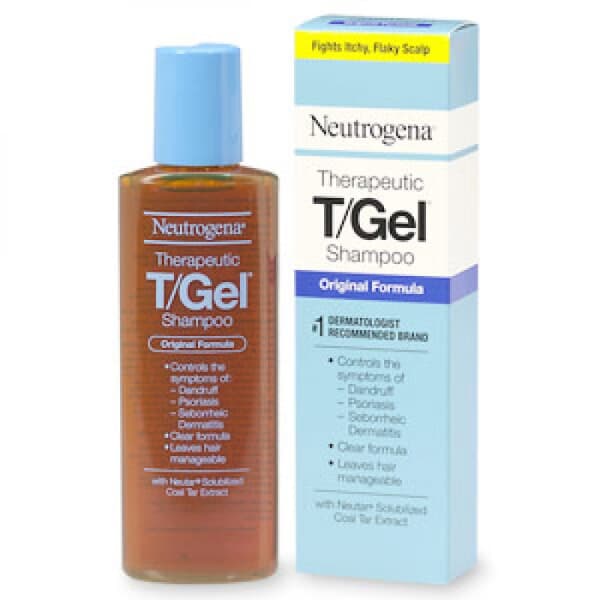 Neutrogena®
Therapeutic
T/Gel™
Shampoo
Original Formula
• Controls the
symptoms of:
– Dandruff
– Psoriasis
– Seborrheic
Dermatitis
• Clear formula
• Leaves hair
manageable
with Neutar® Solubilized
Coal Tar Extract
Fights Itchy, Flaky Scalp
Neutrogena®
Therapeutic
T/Gel™
Shampoo
Original Formula
#1 DERMATOLOGIST
RECOMMENDED BRAND
• Controls the
symptoms of
– Dandruff
– Psoriasis
– Seborrheic
Dermatitis
• Clear formula
• Leaves hair
manageable
with Neutar® Solubilized
Coal Tar Extract